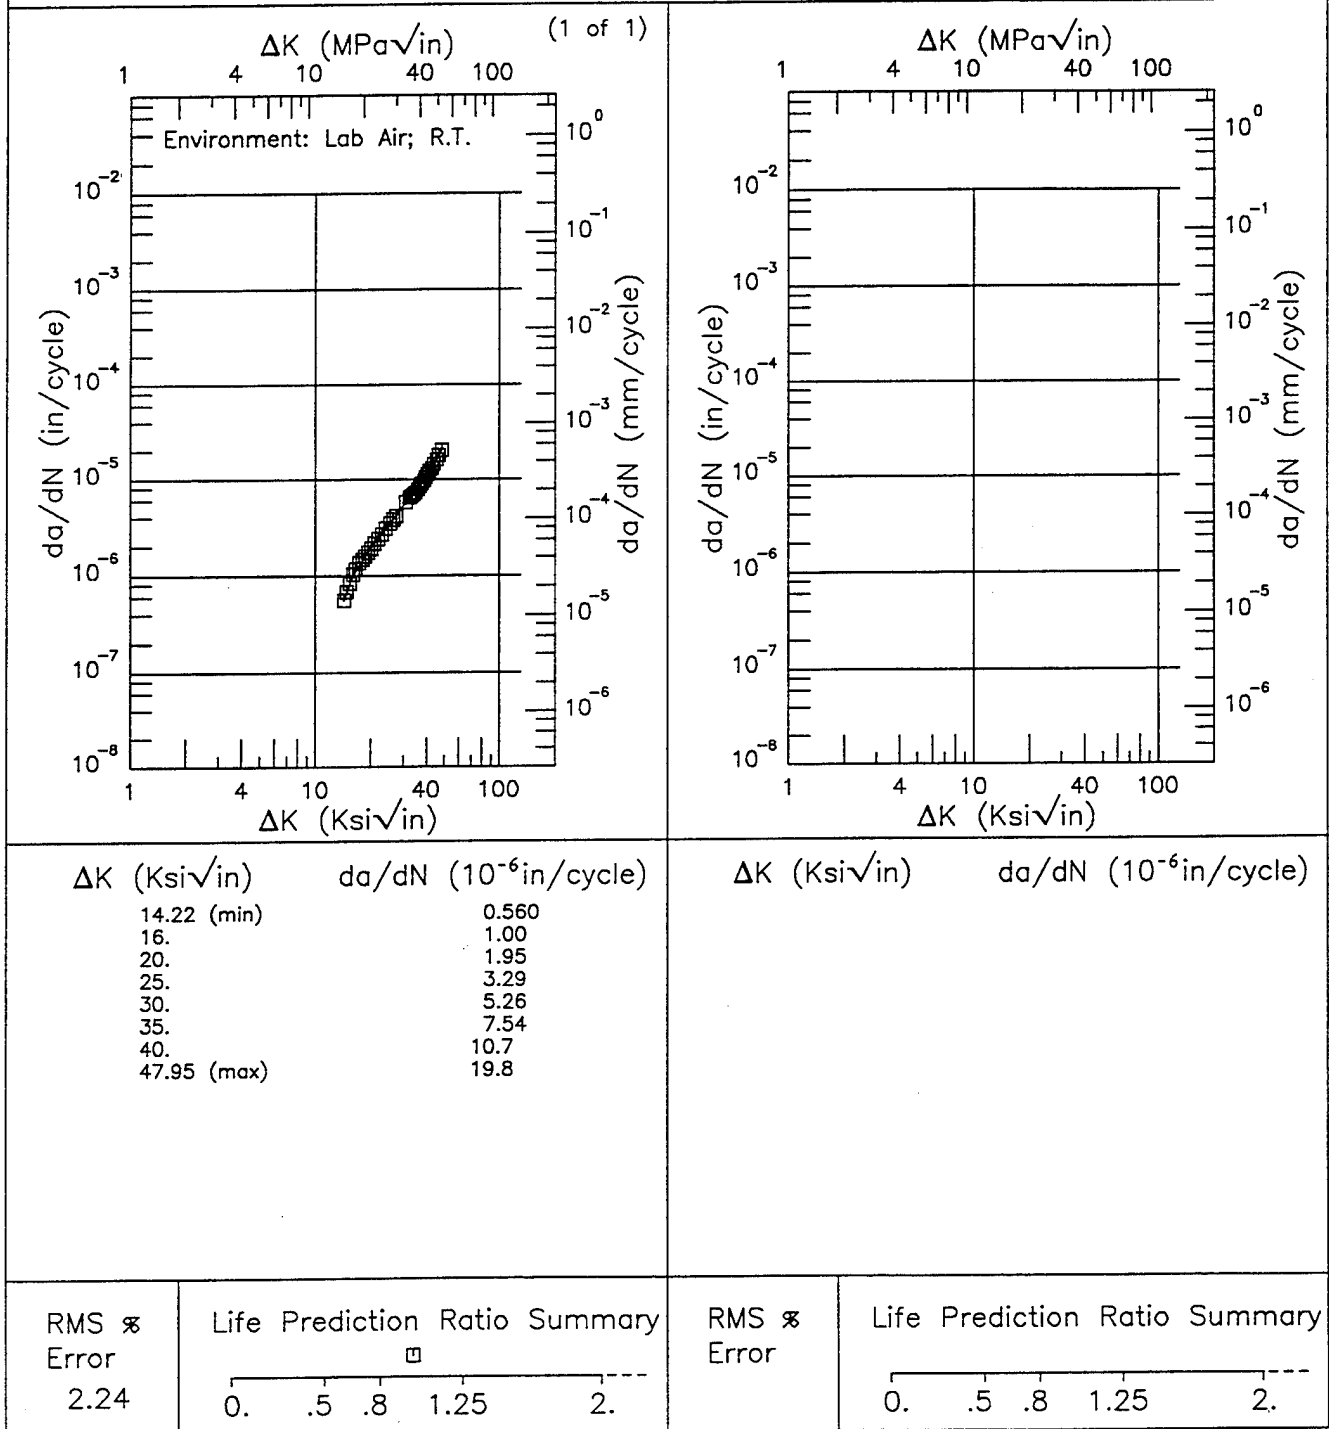 (1 of 1)
ΔK (MPa√in)
1 4 10 40 100
Environment: Lab Air; R.T.
da/dN (in/cycle)
10⁻²
10⁻³
10⁻⁴
10⁻⁵
10⁻⁶
10⁻⁷
10⁻⁸
10⁰
10⁻¹
10⁻²
10⁻³
10⁻⁴
10⁻⁵
10⁻⁶
da/dN (mm/cycle)
1 4 10 40 100
ΔK (Ksi√in)
ΔK (MPa√in)
1 4 10 40 100
da/dN (in/cycle)
10⁻²
10⁻³
10⁻⁴
10⁻⁵
10⁻⁶
10⁻⁷
10⁻⁸
10⁰
10⁻¹
10⁻²
10⁻³
10⁻⁴
10⁻⁵
10⁻⁶
da/dN (mm/cycle)
1 4 10 40 100
ΔK (Ksi√in)
ΔK (Ksi√in) da/dN (10⁻⁶in/cycle)
14.22 (min) 0.560
16. 1.00
20. 1.95
25. 3.29
30. 5.26
35. 7.54
40. 10.7
47.95 (max) 19.8
ΔK (Ksi√in) da/dN (10⁻⁶in/cycle)
RMS %
Error
2.24
Life Prediction Ratio Summary
0. .5 .8 1.25 2.
RMS %
Error
Life Prediction Ratio Summary
0. .5 .8 1.25 2.